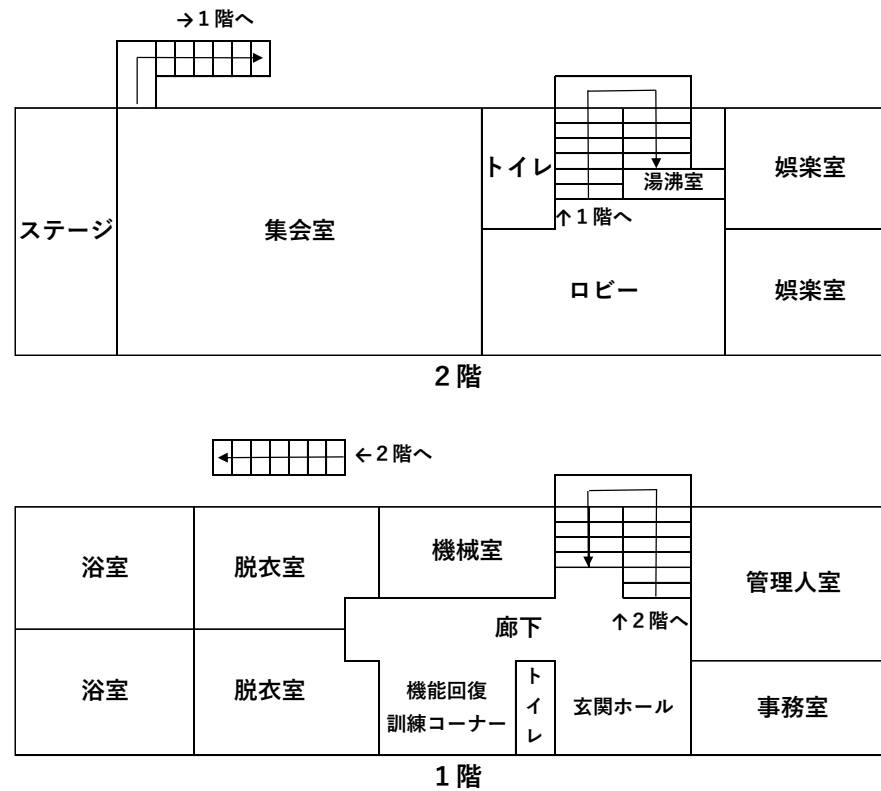 →1階へ
ステージ
集会室
トイレ
湯沸室
↑1階へ
ロビー
娯楽室
娯楽室
2階
←2階へ
浴室
脱衣室
機械室
管理人室
廊下
↑2階へ
浴室
脱衣室
機能回復
訓練コーナー
トイレ
玄関ホール
事務室
1階